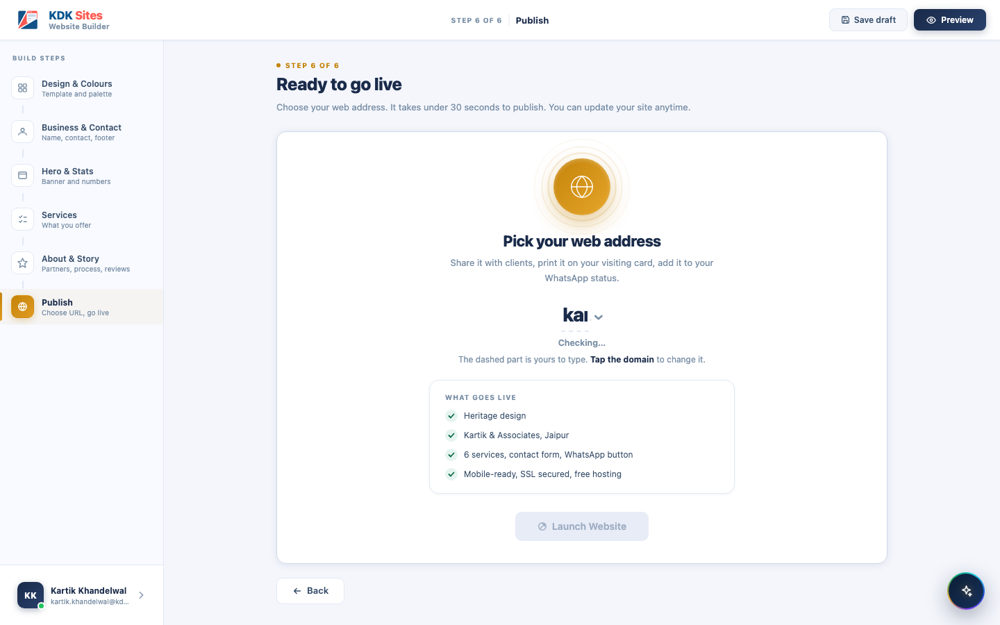 KDK Sites
Website Builder
STEP 6 OF 6
Publish
Save draft
Preview
BUILD STEPS
Design & Colours
Template and palette
Business & Contact
Name, contact, footer
Hero & Stats
Banner and numbers
Services
What you offer
About & Story
Partners, process, reviews
Publish
Choose URL, go live
STEP 6 OF 6
Ready to go live
Choose your web address. It takes under 30 seconds to publish. You can update your site anytime.
Pick your web address
Share it with clients, print it on your visiting card, add it to your
WhatsApp status.
Checking...
The dashed part is yours to type. Tap the domain to change it.
WHAT GOES LIVE
Heritage design
Kartik & Associates, Jaipur
6 services, contact form, WhatsApp button
Mobile-ready, SSL secured, free hosting
Launch Website
Back
KK
Kartik Khandelwal
kartik.khandelwal@kd...